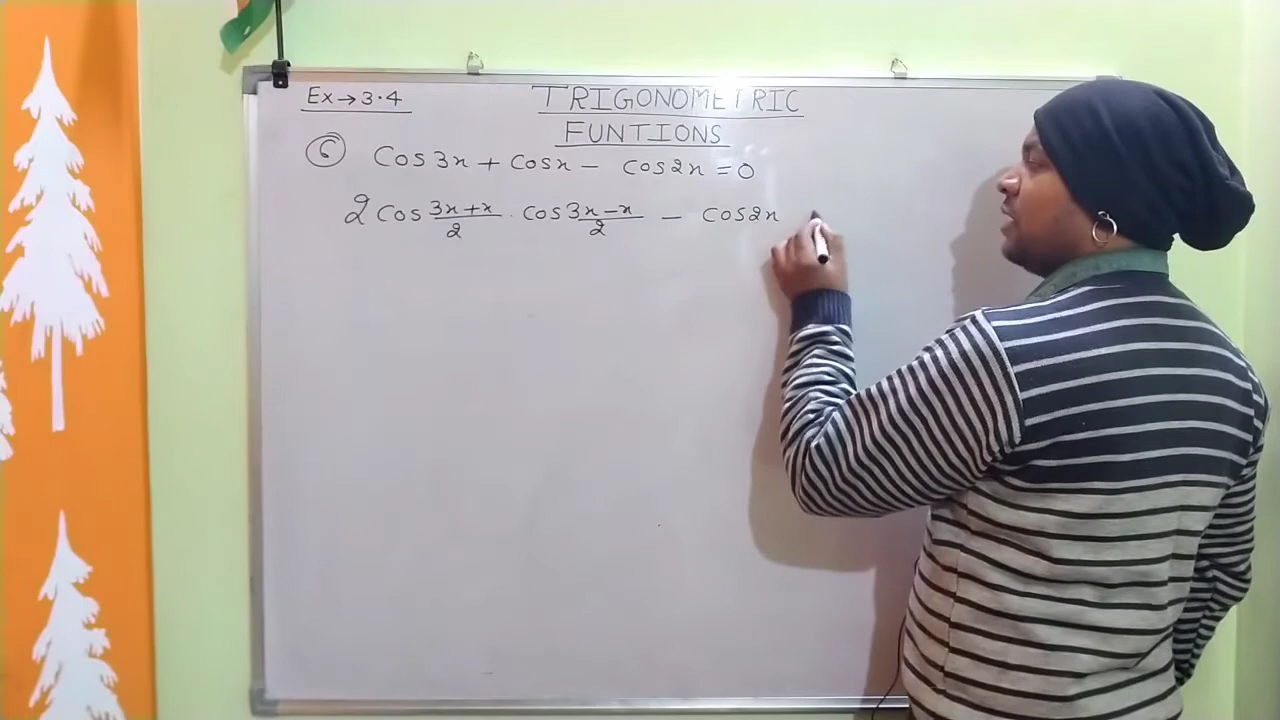 Ex→3.4
TRIGONOMETRIC
FUNTIONS
6 Cos3x + cosx - cos2x = 0
2 Cos (3x+x)/2 . cos (3x-x)/2 - cos2x